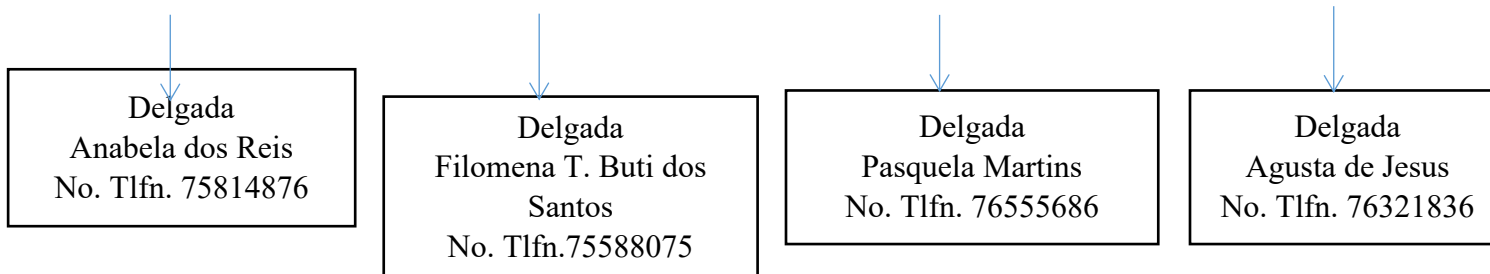 Delgada
Anabela dos Reis
No. Tlfn. 75814876
Delgada
Filomena T. Buti dos
Santos
No. Tlfn.75588075
Delgada
Pasquela Martins
No. Tlfn. 76555686
Delgada
Agusta de Jesus
No. Tlfn. 76321836